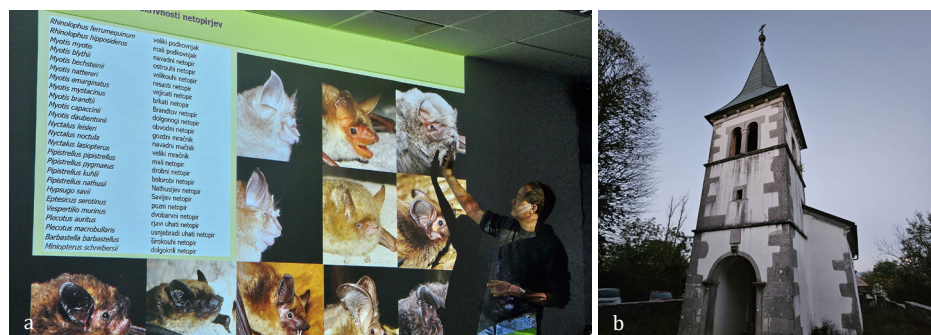 krivnosti netopirjev
Rhinolophus ferrumequinum
Rhinolophus hipposideros
Myotis myotis
Myotis blythii
Myotis bechsteinii
Myotis nattereri
Myotis emarginatus
Myotis mystacinus
Myotis brandtii
Myotis capaccinii
Myotis daubentonii
Nyctalus leisleri
Nyctalus noctula
Nyctalus lasiopterus
Pipistrellus pipistrellus
Pipistrellus pygmaeus
Pipistrellus kuhlii
Pipistrellus nathusii
Hypsugo savii
Eptesicus serotinus
Vespertilio murinus
Plecotus auritus
Plecotus macrobullaris
Barbastella barbastellus
Miniopterus schreibersii
veliki podkovnjak
mali podkovnjak
navadni netopir
ostrouhi netopir
velikouhi netopir
resasti netopir
vejicati netopir
brkati netopir
Brandtov netopir
dolgonogi netopir
obvodni netopir
gozdni mračnik
navadni mračnik
veliki mračnik
mali netopir
drobni netopir
belorobi netopir
Nathusijev netopir
Savijev netopir
pozni netopir
dvobarvni netopir
rjavi uhati netopir
usnjebradi uhati netopir
širokouhi netopir
dolgokrili netopir
a
b